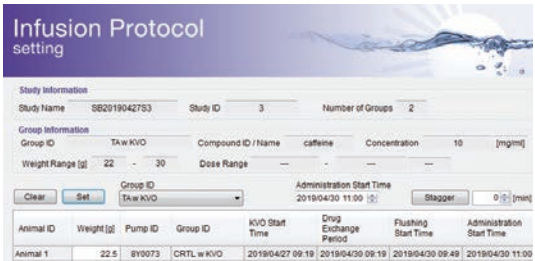 Infusion Protocol
setting
Study Information
Study Name SB20190427S3 Study ID 3 Number of Groups 2
Group Information
Group ID TA w KVO Compound ID / Name caffeine Concentration 10 [mg/ml]
Weight Range [g] 22 - 30 Dose Range --- - --- ---
Group ID Administration Start Time
Clear Set TA w KVO 2019/04/30 11:00 Stagger 0 [min]
Animal ID Weight [g] Pump ID Group ID KVO Start Time Drug Exchange Period Flushing Start Time Administration Start Time
Animal 1 22.5 8Y0073 CRTL w KVO 2019/04/27 09:19 2019/04/30 09:19 2019/04/30 09:49 2019/04/30 11:00